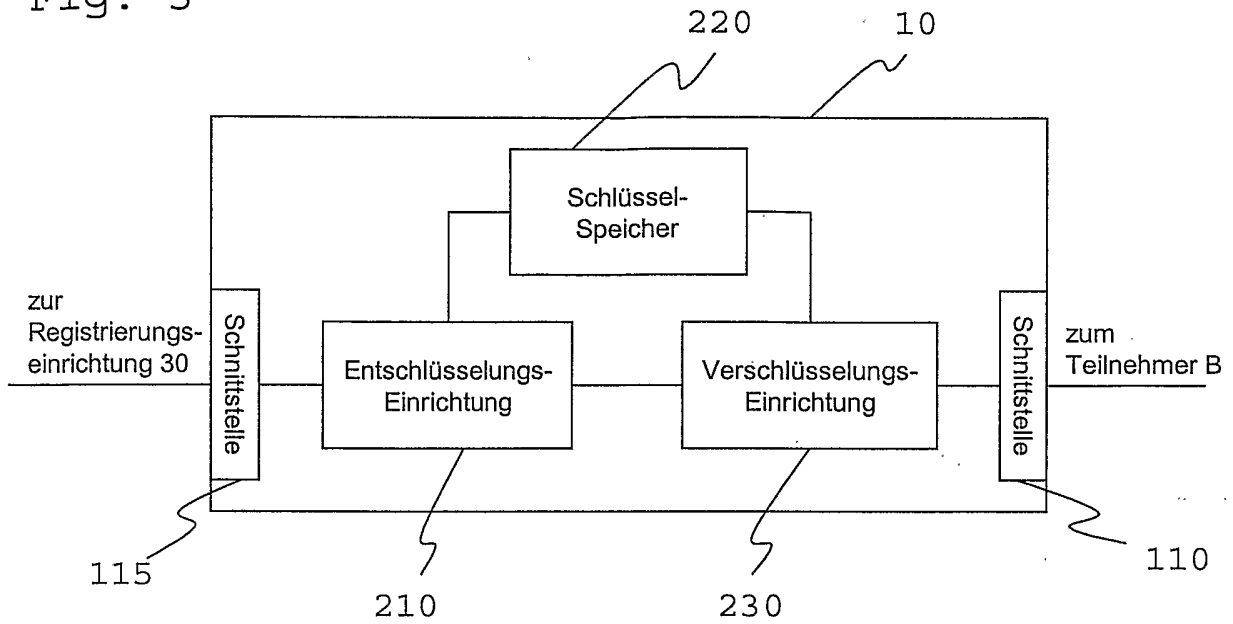 Fig. 3
220
10
Schlüssel-
Speicher
zur
Registrierungs-
einrichtung 30
Schnittstelle
Entschlüsselungs-
Einrichtung
Verschlüsselungs-
Einrichtung
Schnittstelle
zum
Teilnehmer B
115
210
230
110